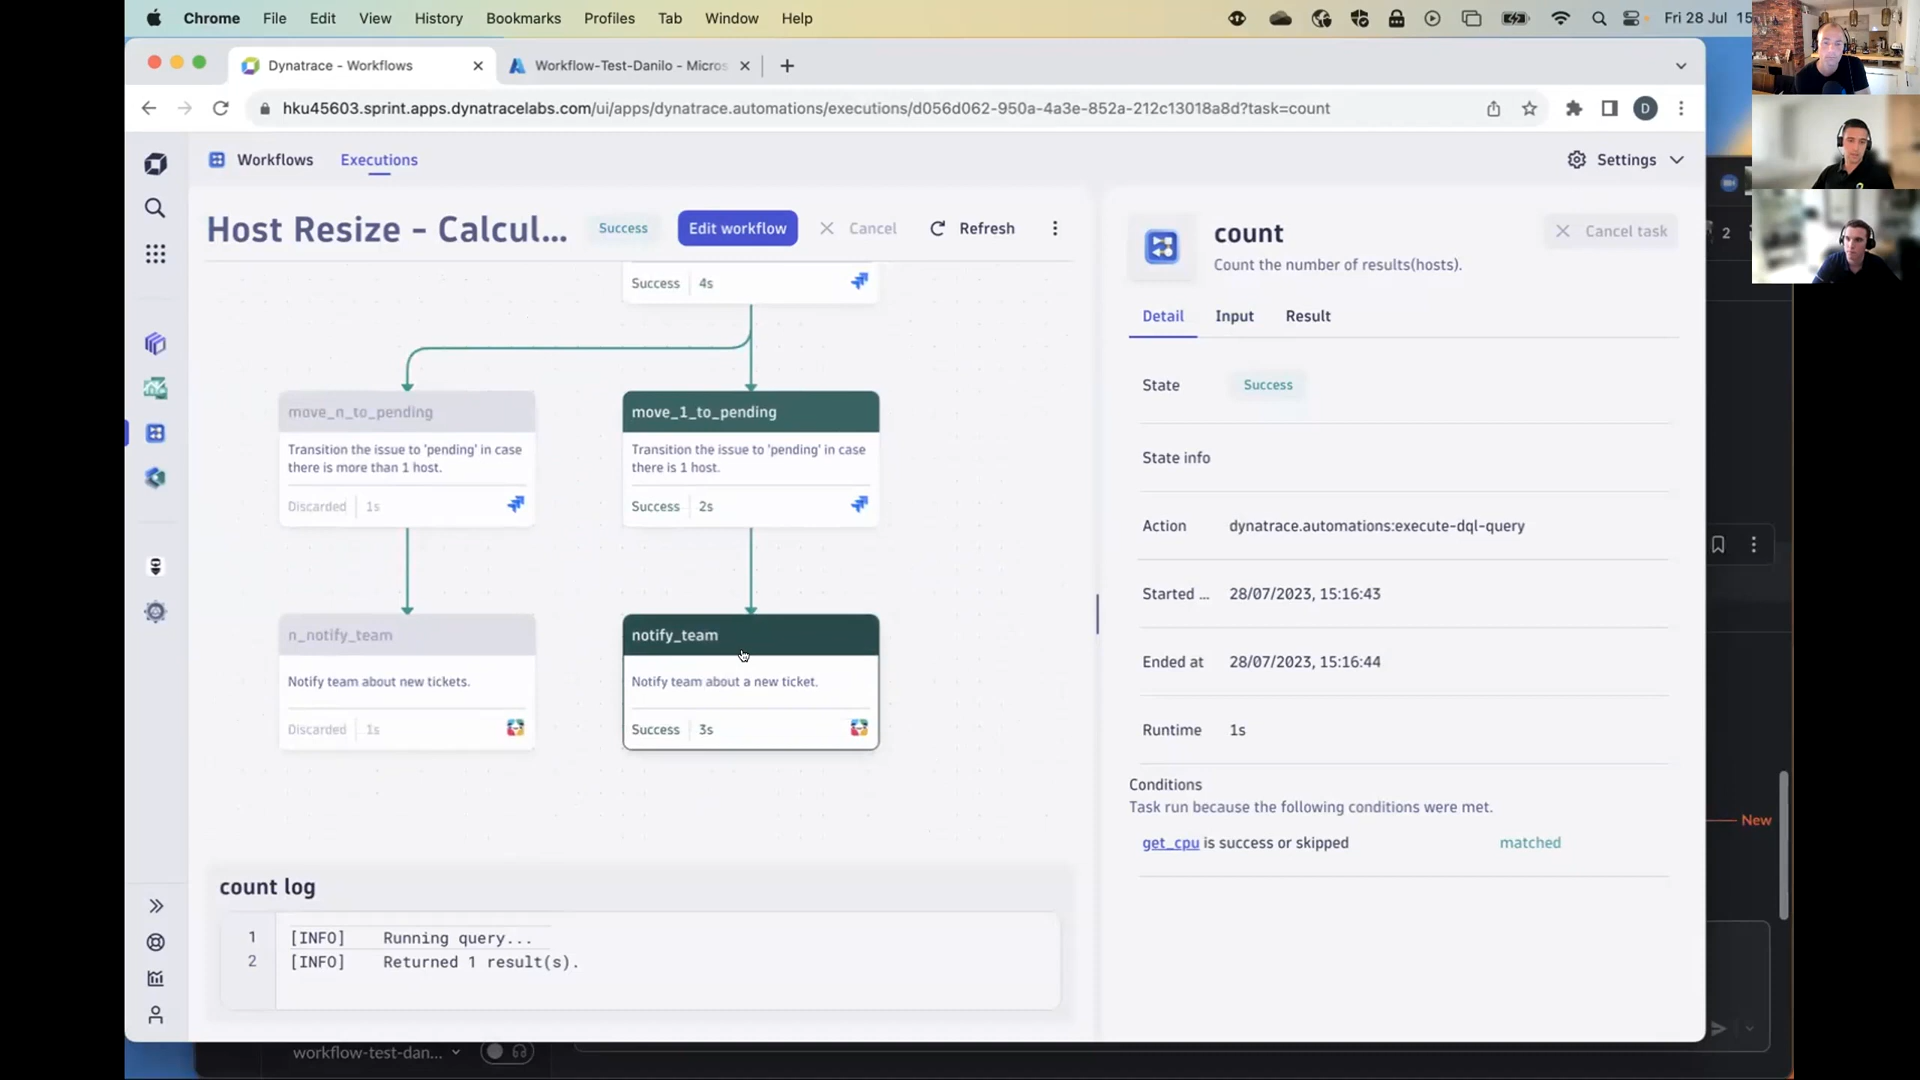 Chrome File Edit View History Bookmarks Profiles Tab Window Help
Fri 28 Jul
Dynatrace - Workflows
Workflow-Test-Danilo - Micros
hku45603.sprint.apps.dynatracelabs.com/ui/apps/dynatrace.automations/executions/d056d062-950a-4a3e-852a-212c13018a8d?task=count
D
Workflows Executions
Settings
Host Resize - Calcul...
Success
Edit workflow
Cancel
Refresh
Success 4s
move_n_to_pending
Transition the issue to 'pending' in case
there is more than 1 host.
Discarded 1s
move_1_to_pending
Transition the issue to 'pending' in case
there is 1 host.
Success 2s
n_notify_team
Notify team about new tickets.
Discarded 1s
notify_team
Notify team about a new ticket.
Success 3s
count log
1 [INFO] Running query...
2 [INFO] Returned 1 result(s).
count
Count the number of results(hosts).
Cancel task
Detail Input Result
State Success
State info
Action dynatrace.automations:execute-dql-query
Started ... 28/07/2023, 15:16:43
Ended at 28/07/2023, 15:16:44
Runtime 1s
Conditions
Task run because the following conditions were met.
get_cpu is success or skipped matched
2
New
workflow-test-dan...